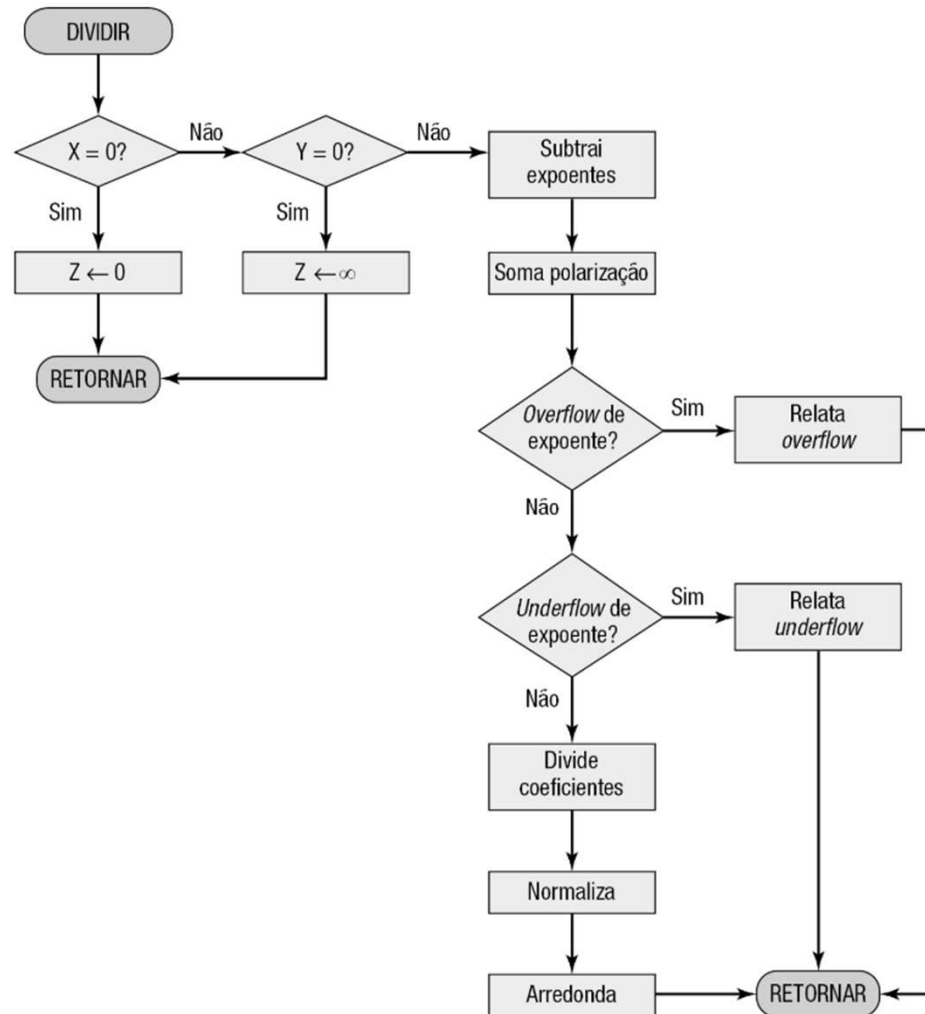 DIVIDIR
X = 0?
Não
Y = 0?
Não
Subtrai
expoentes
Sim
Sim
Z ← 0
Z ← ∞
Soma polarização
RETORNAR
Overflow de
expoente?
Sim
Relata
overflow
Não
Underflow de
expoente?
Sim
Relata
underflow
Não
Divide
coeficientes
Normaliza
Arredonda
RETORNAR